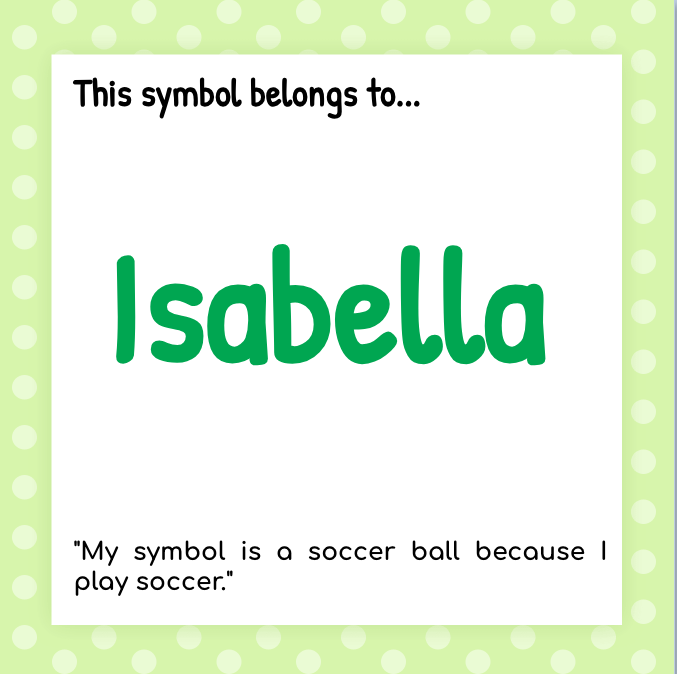 This symbol belongs to...
Isabella
"My symbol is a soccer ball because I
play soccer."